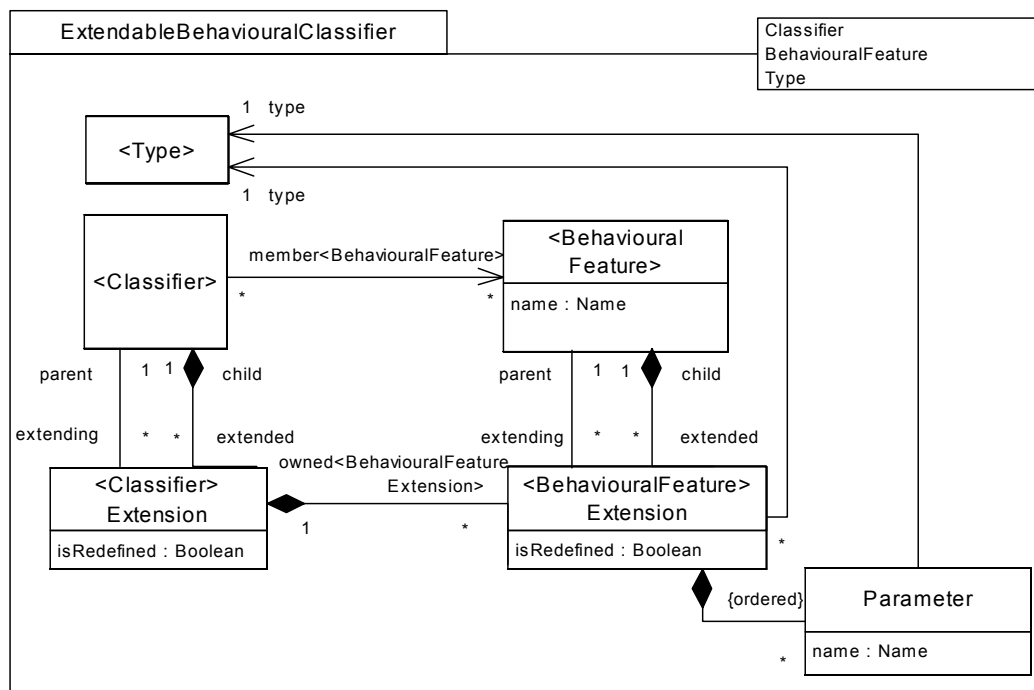 ExtendableBehaviouralClassifier
Classifier
BehaviouralFeature
Type
1 type
<Type>
1 type
<Classifier>
member<BehaviouralFeature>
*
*
<Behavioural
Feature>
name : Name
parent
1
1
child
extending
*
*
extended
parent
1
1
child
extending
*
*
extended
<Classifier>
Extension
isRedefined : Boolean
owned<BehaviouralFeature
Extension>
1
*
<BehaviouralFeature>
Extension
isRedefined : Boolean
*
{ordered}
*
Parameter
name : Name